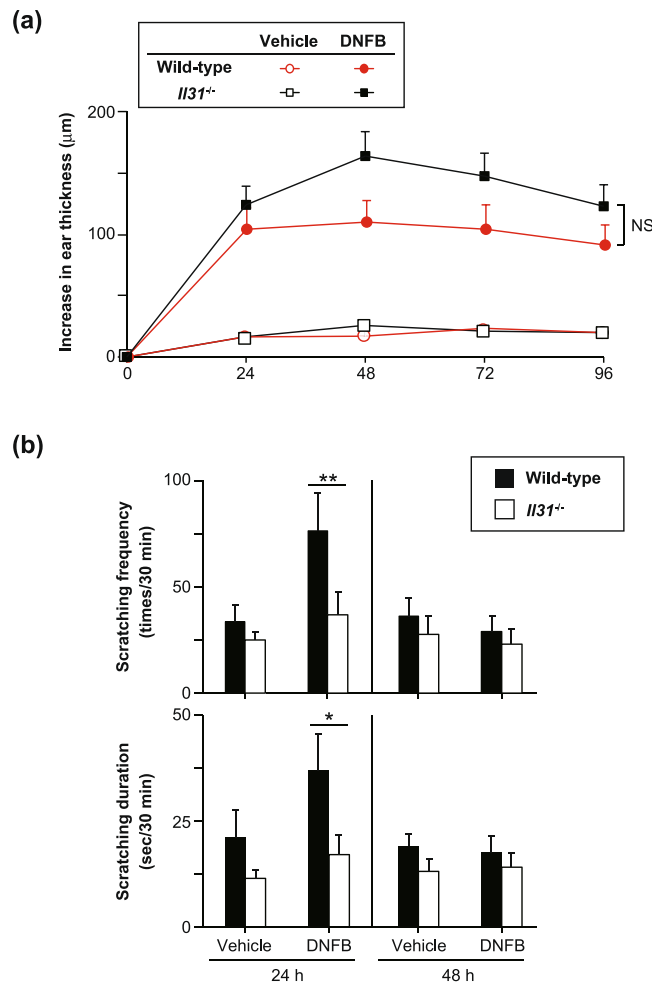 (a)
Vehicle DNFB
Wild-type
Il31-/-
200
100
0
Increase in ear thickness (μm)
NS
0 24 48 72 96
(b)
Wild-type
Il31-/-
100
50
0
Scratching frequency
(times/30 min)
**
50
25
0
Scratching duration
(sec/30 min)
*
Vehicle DNFB Vehicle DNFB
24 h 48 h